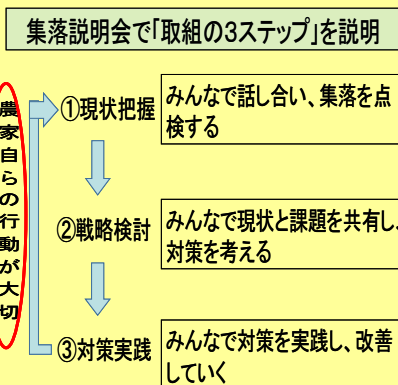 集落説明会で「取組の3ステップ」を説明
農家自らの行動が大切
①現状把握
みんなで話し合い、集落を点
検する
②戦略検討
みんなで現状と課題を共有し、
対策を考える
③対策実践
みんなで対策を実践し、改善
していく